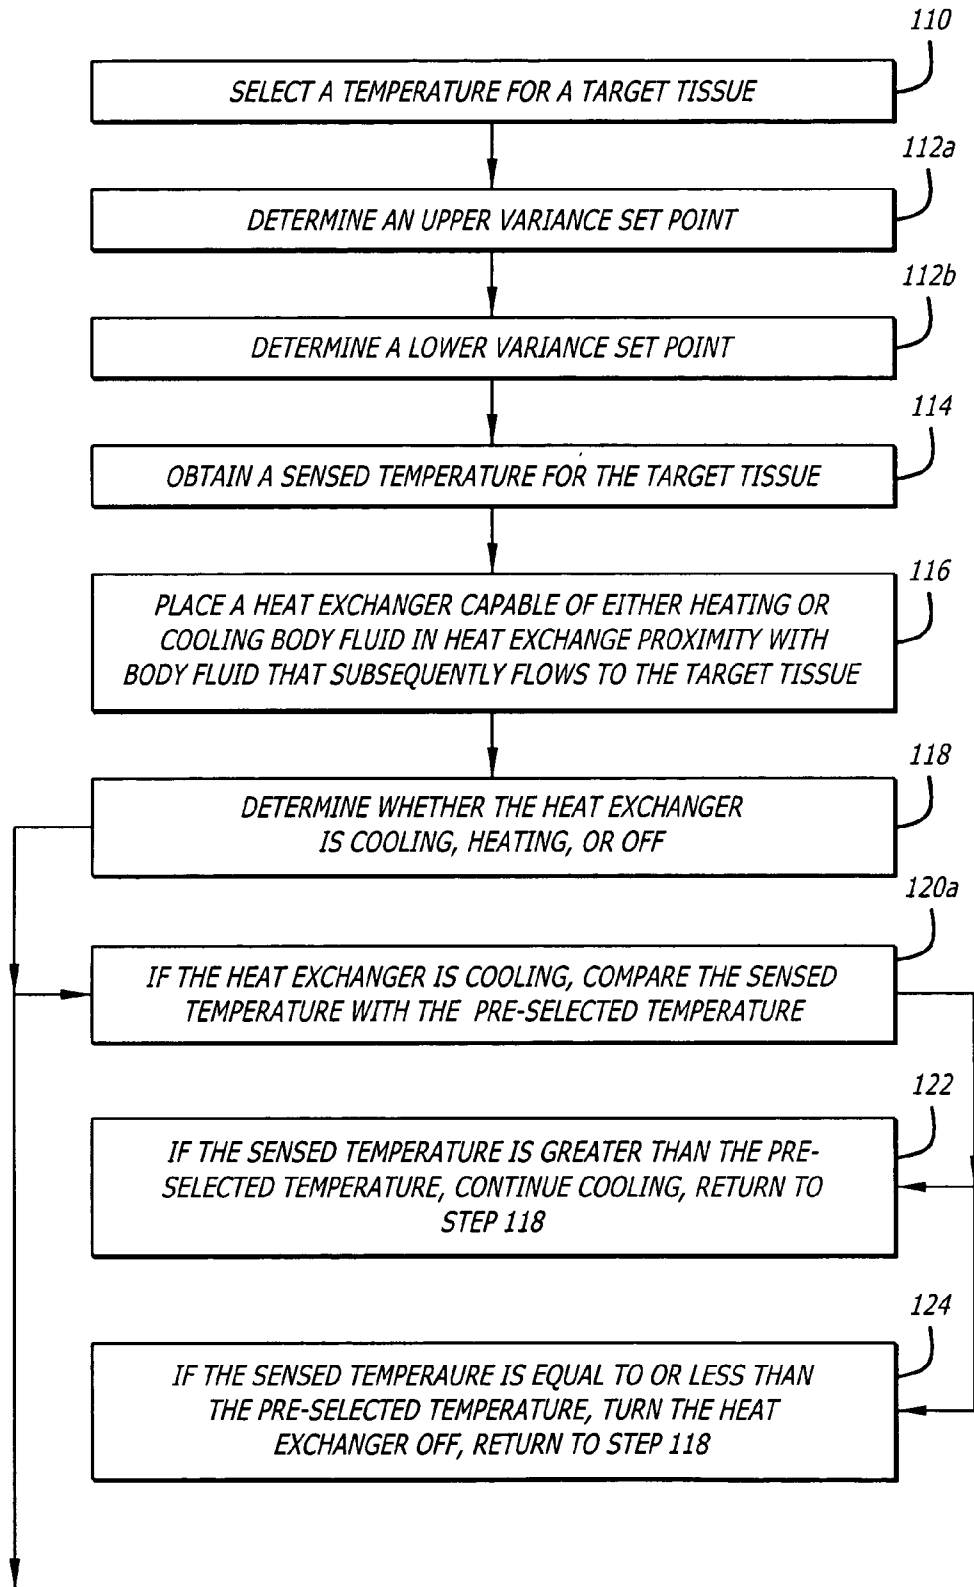 110
SELECT A TEMPERATURE FOR A TARGET TISSUE
112a
DETERMINE AN UPPER VARIANCE SET POINT
112b
DETERMINE A LOWER VARIANCE SET POINT
114
OBTAIN A SENSED TEMPERATURE FOR THE TARGET TISSUE
116
PLACE A HEAT EXCHANGER CAPABLE OF EITHER HEATING OR
COOLING BODY FLUID IN HEAT EXCHANGE PROXIMITY WITH
BODY FLUID THAT SUBSEQUENTLY FLOWS TO THE TARGET TISSUE
118
DETERMINE WHETHER THE HEAT EXCHANGER
IS COOLING, HEATING, OR OFF
120a
IF THE HEAT EXCHANGER IS COOLING, COMPARE THE SENSED
TEMPERATURE WITH THE PRE-SELECTED TEMPERATURE
122
IF THE SENSED TEMPERATURE IS GREATER THAN THE PRE-
SELECTED TEMPERATURE, CONTINUE COOLING, RETURN TO
STEP 118
124
IF THE SENSED TEMPERAURE IS EQUAL TO OR LESS THAN
THE PRE-SELECTED TEMPERATURE, TURN THE HEAT
EXCHANGER OFF, RETURN TO STEP 118